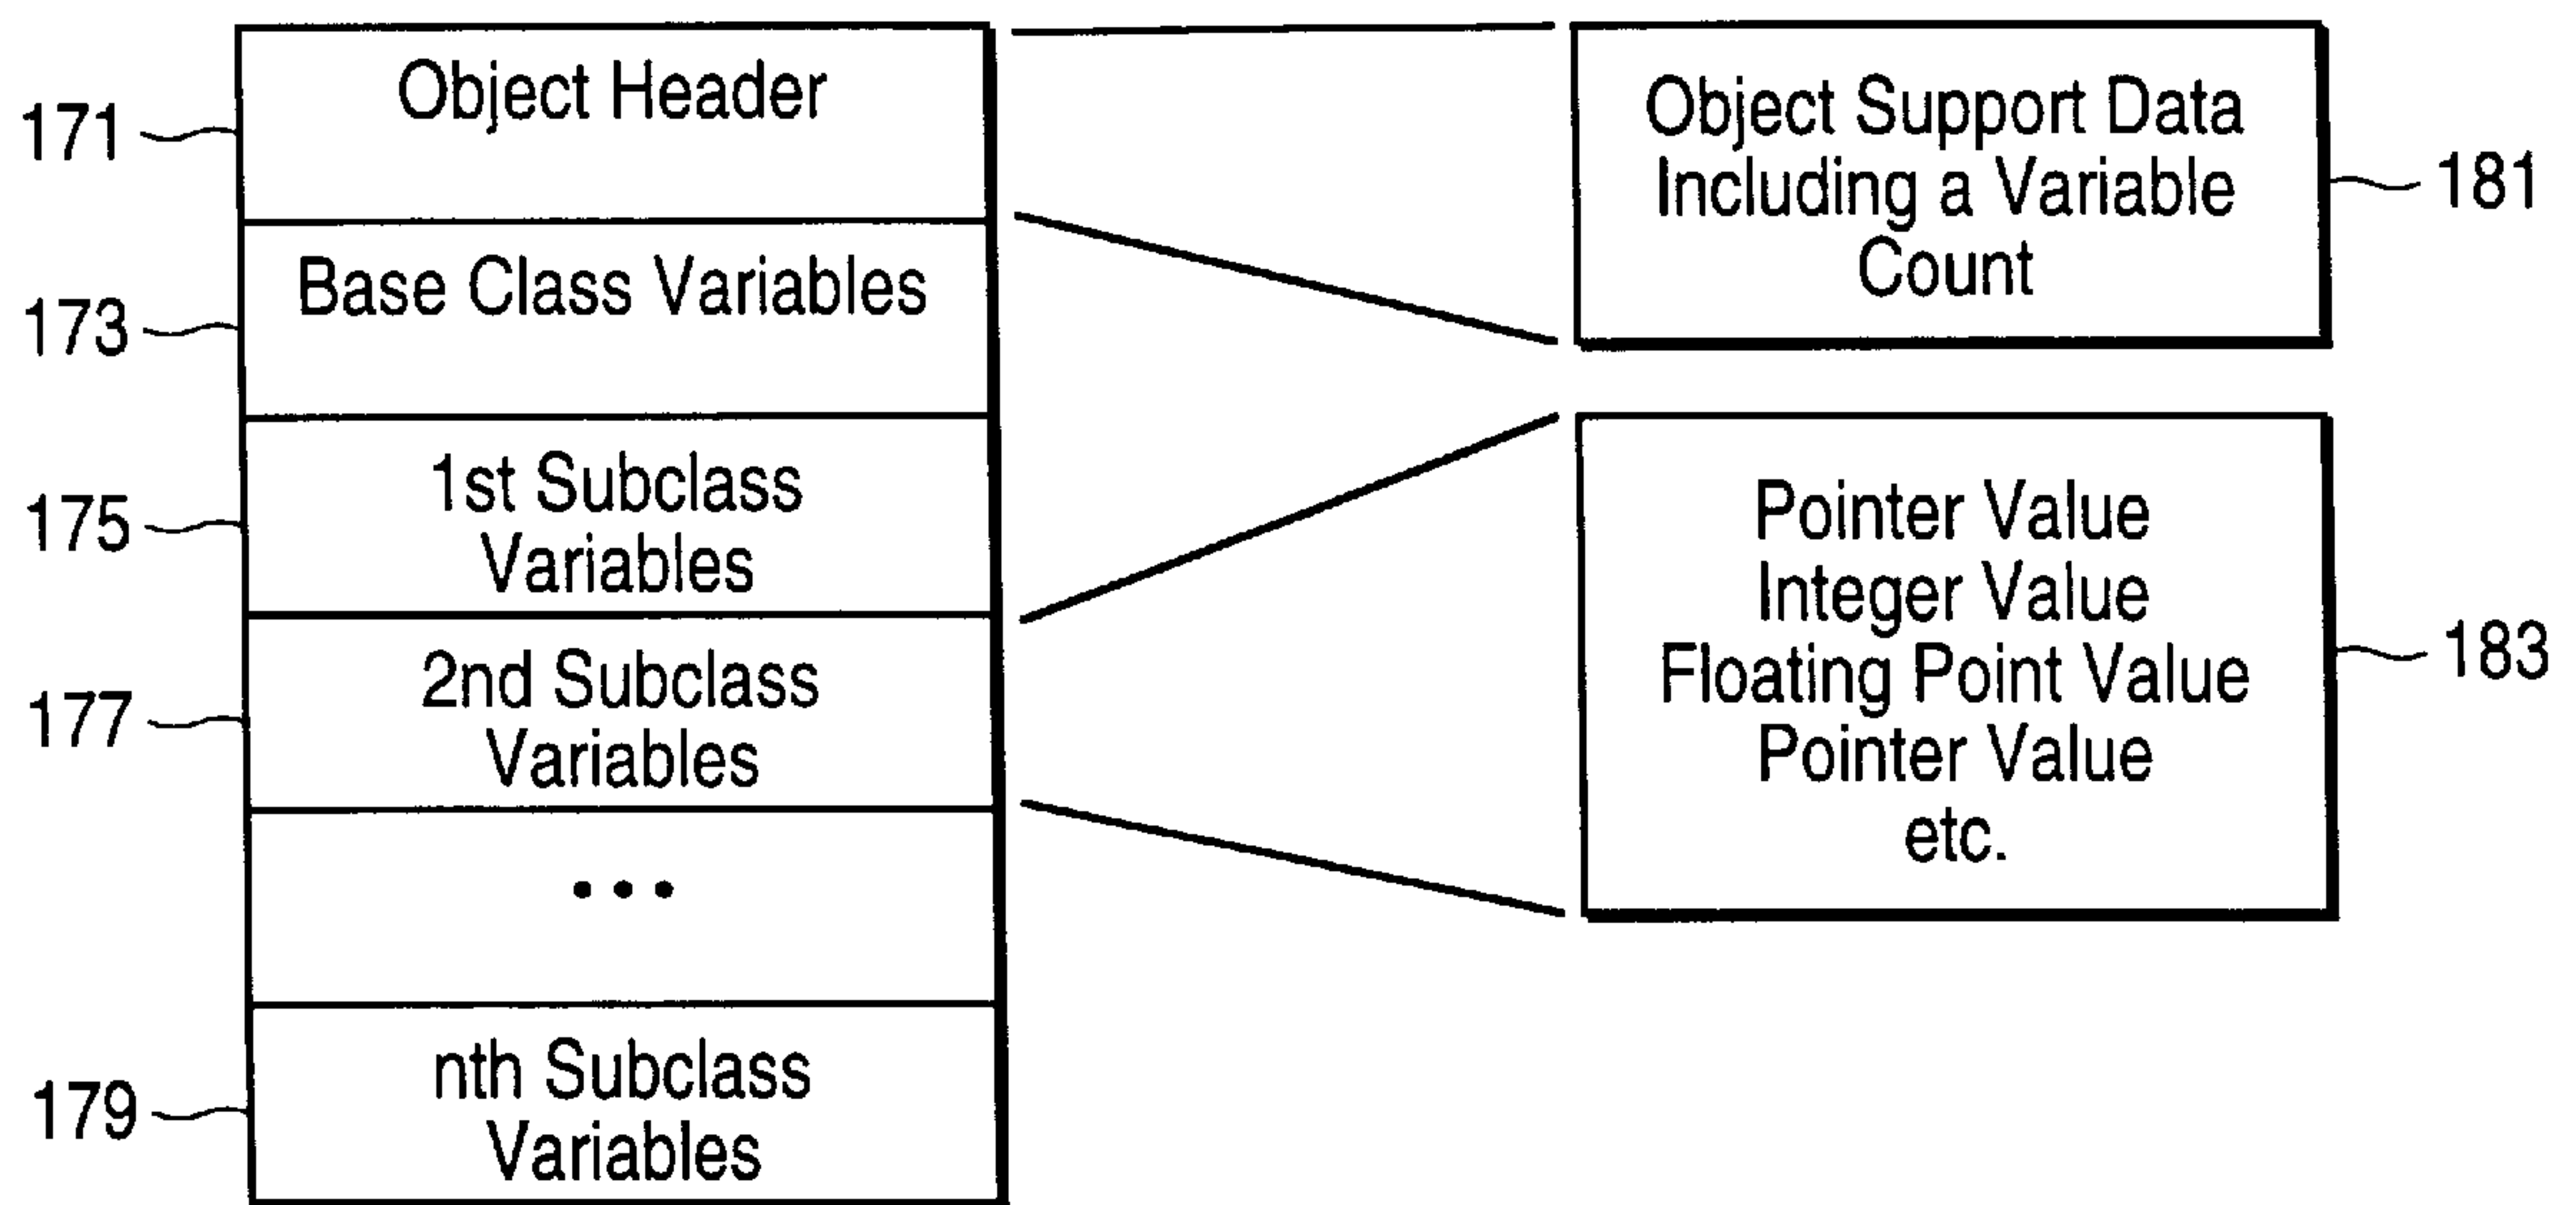 Object Header
171
Base Class Variables
173
1st Subclass
Variables
175
2nd Subclass
Variables
177
• • •
nth Subclass
Variables
179
Object Support Data
Including a Variable
Count
181
Pointer Value
Integer Value
Floating Point Value
Pointer Value
etc.
183